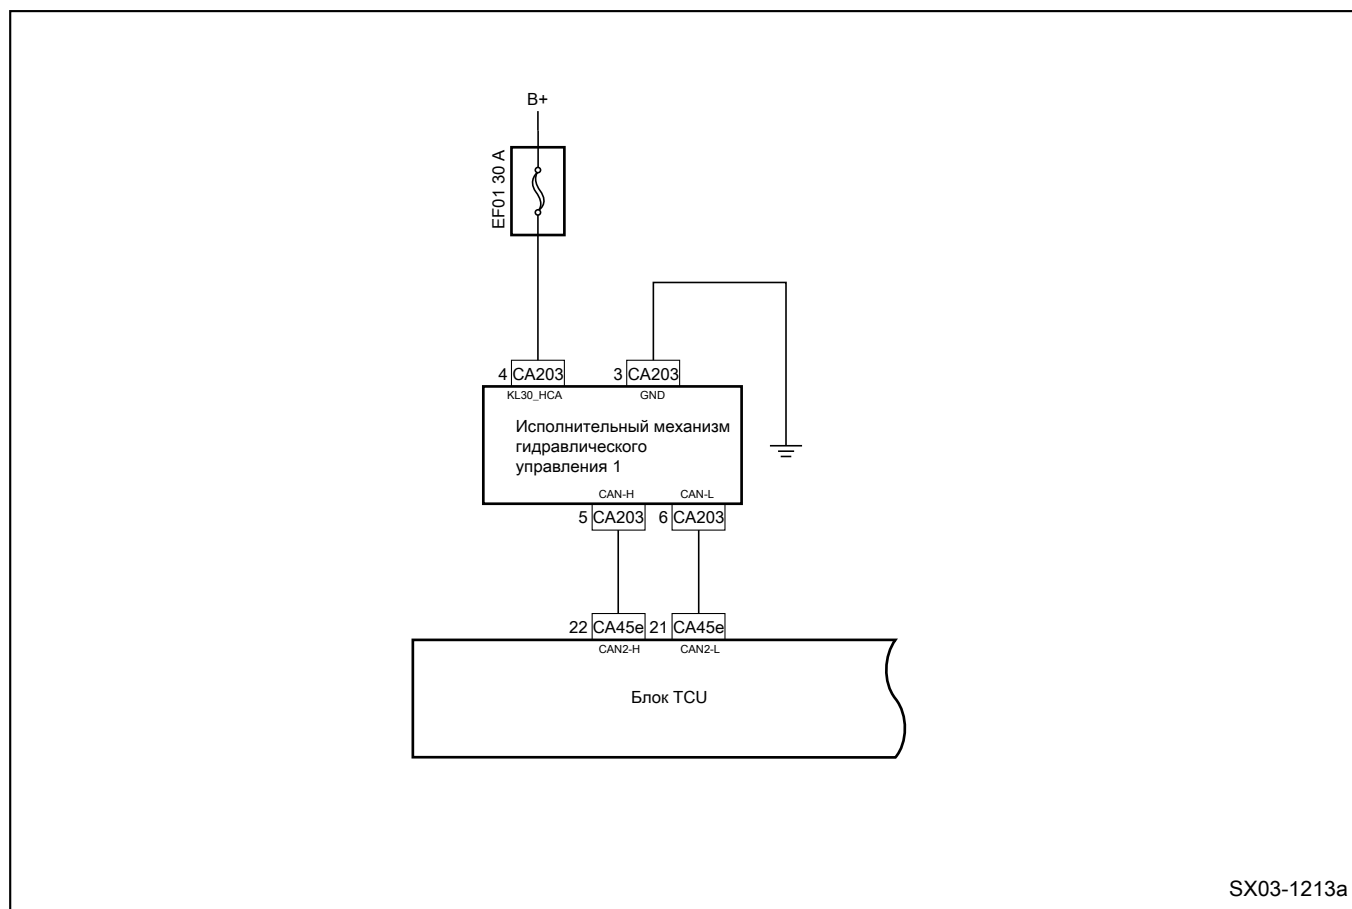 B+
EF01 30 A
4 CA203
3 CA203
KL30_HCA
GND
Исполнительный механизм
гидравлического
управления 1
CAN-H
CAN-L
5 CA203
6 CA203
22 CA45e
21 CA45e
CAN2-H
CAN2-L
Блок TCU
SX03-1213a